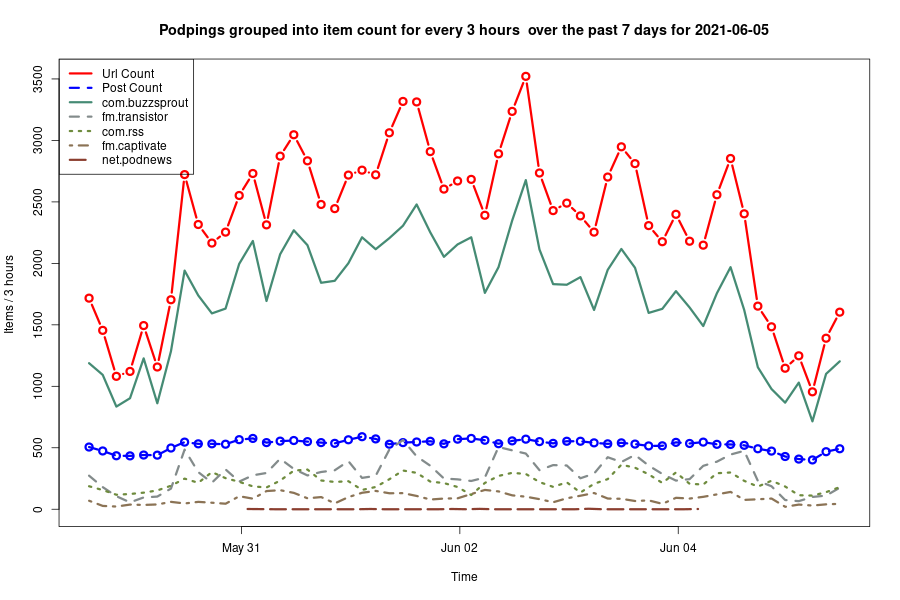 Podpings grouped into item count for every 3 hours  over the past 7 days for 2021-06-05
Url Count
Post Count
com.buzzsprout
fm.transistor
com.rss
fm.captivate
net.podnews
Items / 3 hours
3500
3000
2500
2000
1500
1000
500
0
May 31
Jun 02
Jun 04
Time